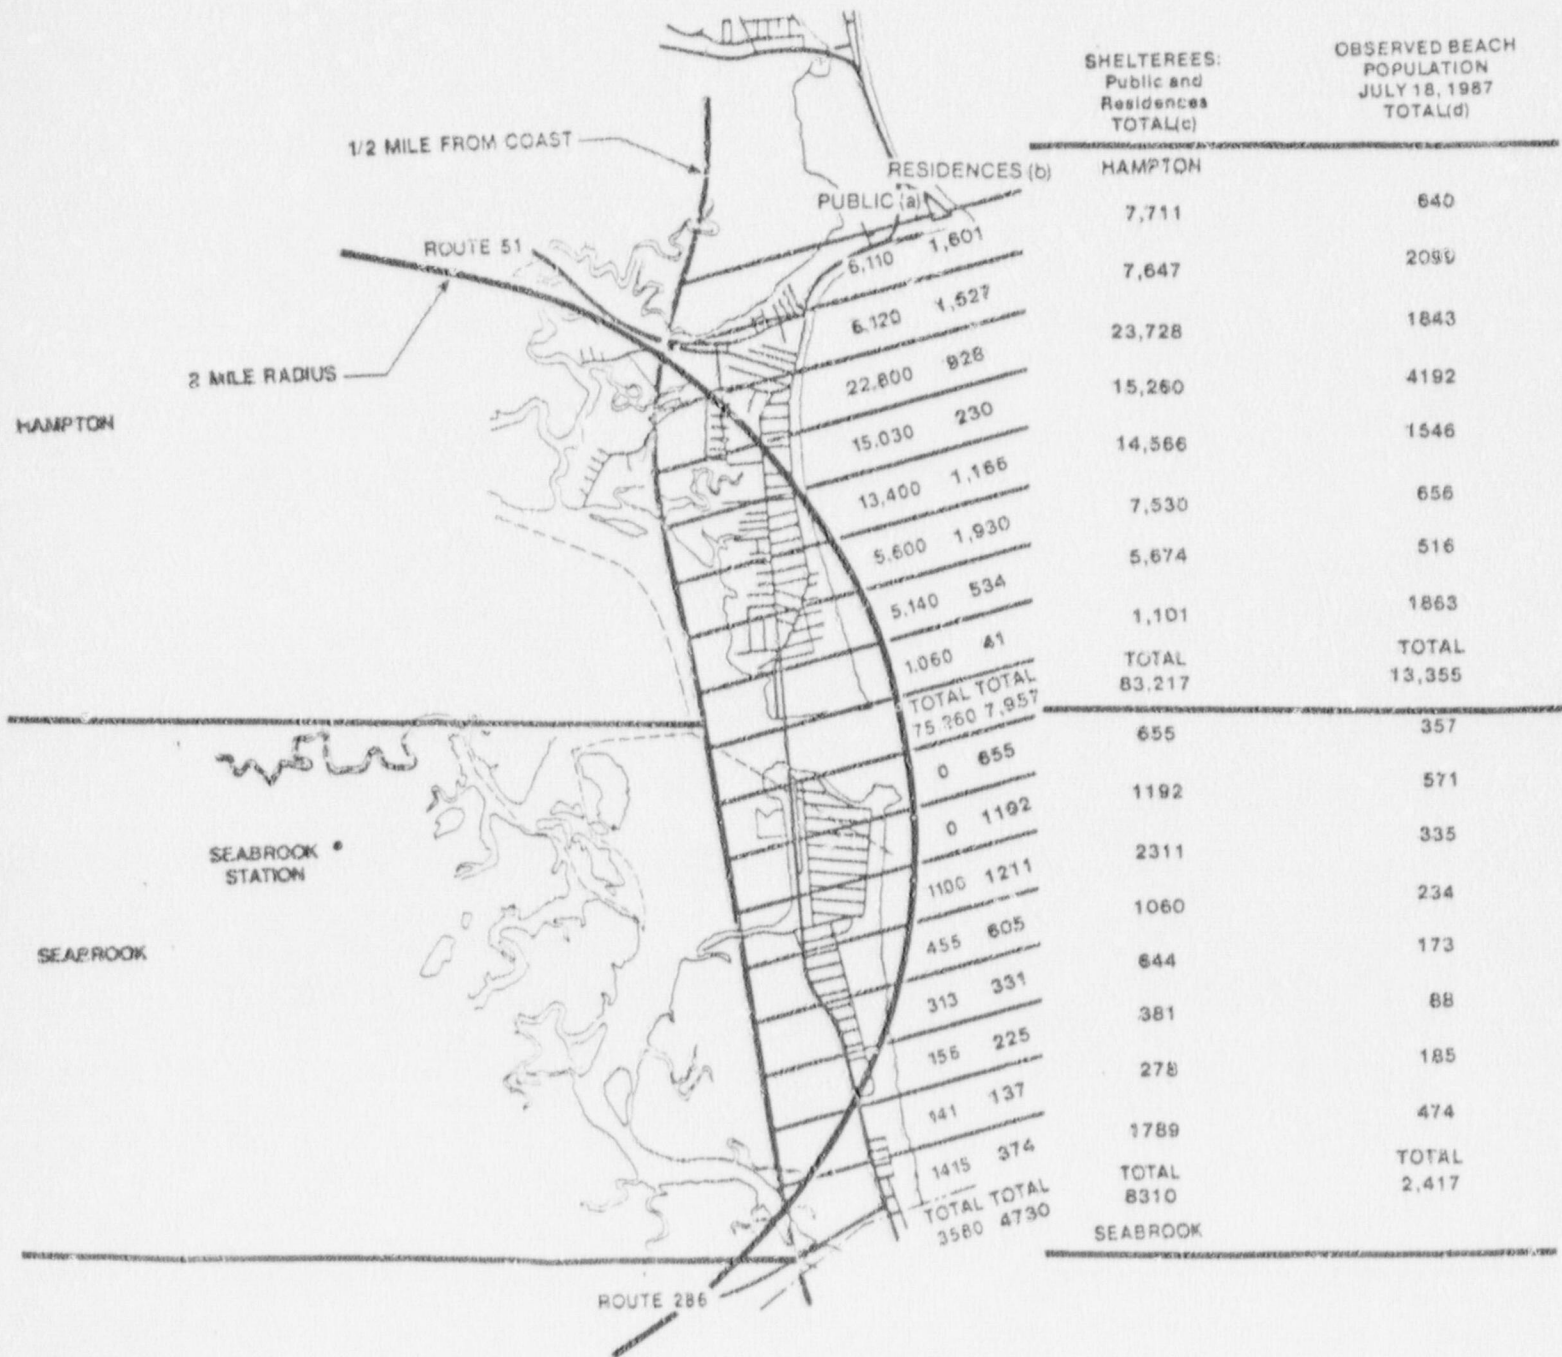 SHELTEREES:
Public and
Residences
TOTAL(c)
OBSERVED BEACH
POPULATION
JULY 18, 1987
TOTAL(d)
1/2 MILE FROM COAST
RESIDENCES (b)
HAMPTON
PUBLIC (a)
ROUTE 51
2 MILE RADIUS
HAMPTON
6,110 1,601 7,711 640
6,120 1,527 7,647 2099
22,800 928 23,728 1843
15,030 230 15,260 4192
13,400 1,166 14,566 1546
5,600 1,930 7,530 656
5,140 534 5,674 516
1,060 41 1,101 1863
TOTAL TOTAL TOTAL TOTAL
75,260 7,957 83,217 13,355
0 655 655 357
0 1192 1192 571
SEABROOK
STATION
1100 1211 2311 335
455 605 1060 234
SEABROOK
313 331 644 173
156 225 381 88
141 137 278 185
1415 374 1789 474
TOTAL TOTAL TOTAL TOTAL
3580 4730 8310 2,417
SEABROOK
ROUTE 286